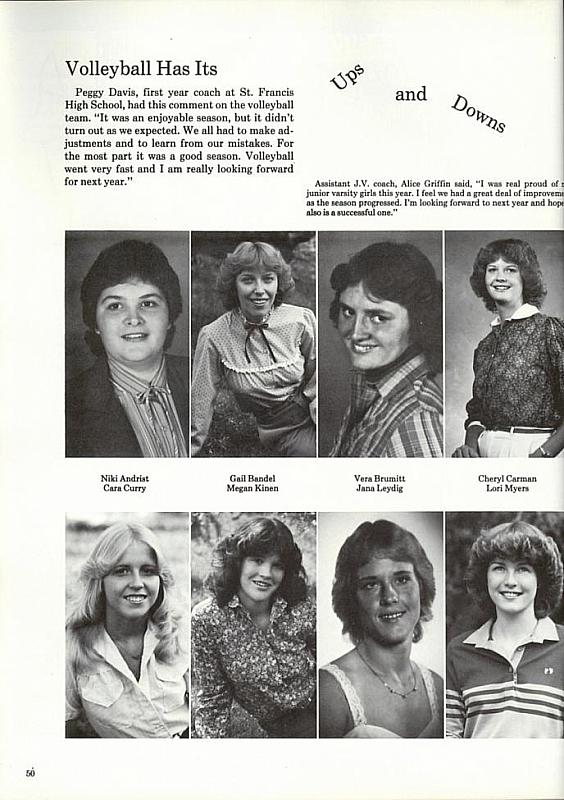 Volleyball Has Its
Ups
and
Downs
Peggy Davis, first year coach at St. Francis
High School, had this comment on the volleyball
team. "It was an enjoyable season, but it didn't
turn out as we expected. We all had to make ad-
justments and to learn from our mistakes. For
the most part it was a good season. Volleyball
went very fast and I am really looking forward
for next year."
Assistant J.V. coach, Alice Griffin said, "I was real proud of
junior varsity girls this year. I feel we had a great deal of improveme
as the season progressed. I'm looking forward to next year and hope
also is a successful one."
Niki Andrist
Cara Curry
Gail Bandel
Megan Kinen
Vera Brumitt
Jana Leydig
Cheryl Carman
Lori Myers
50